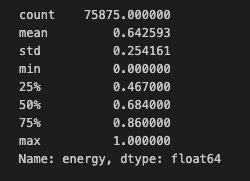 count    75875.000000
mean         0.642593
std          0.254161
min          0.000000
25%          0.467000
50%          0.684000
75%          0.860000
max          1.000000
Name: energy, dtype: float64